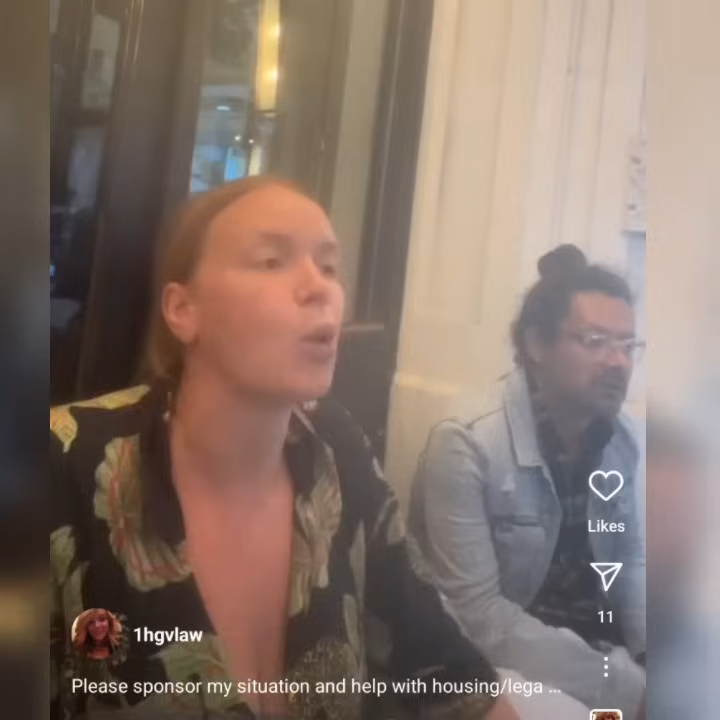 Likes
11
1hgvlaw
Please sponsor my situation and help with housing/lega ...